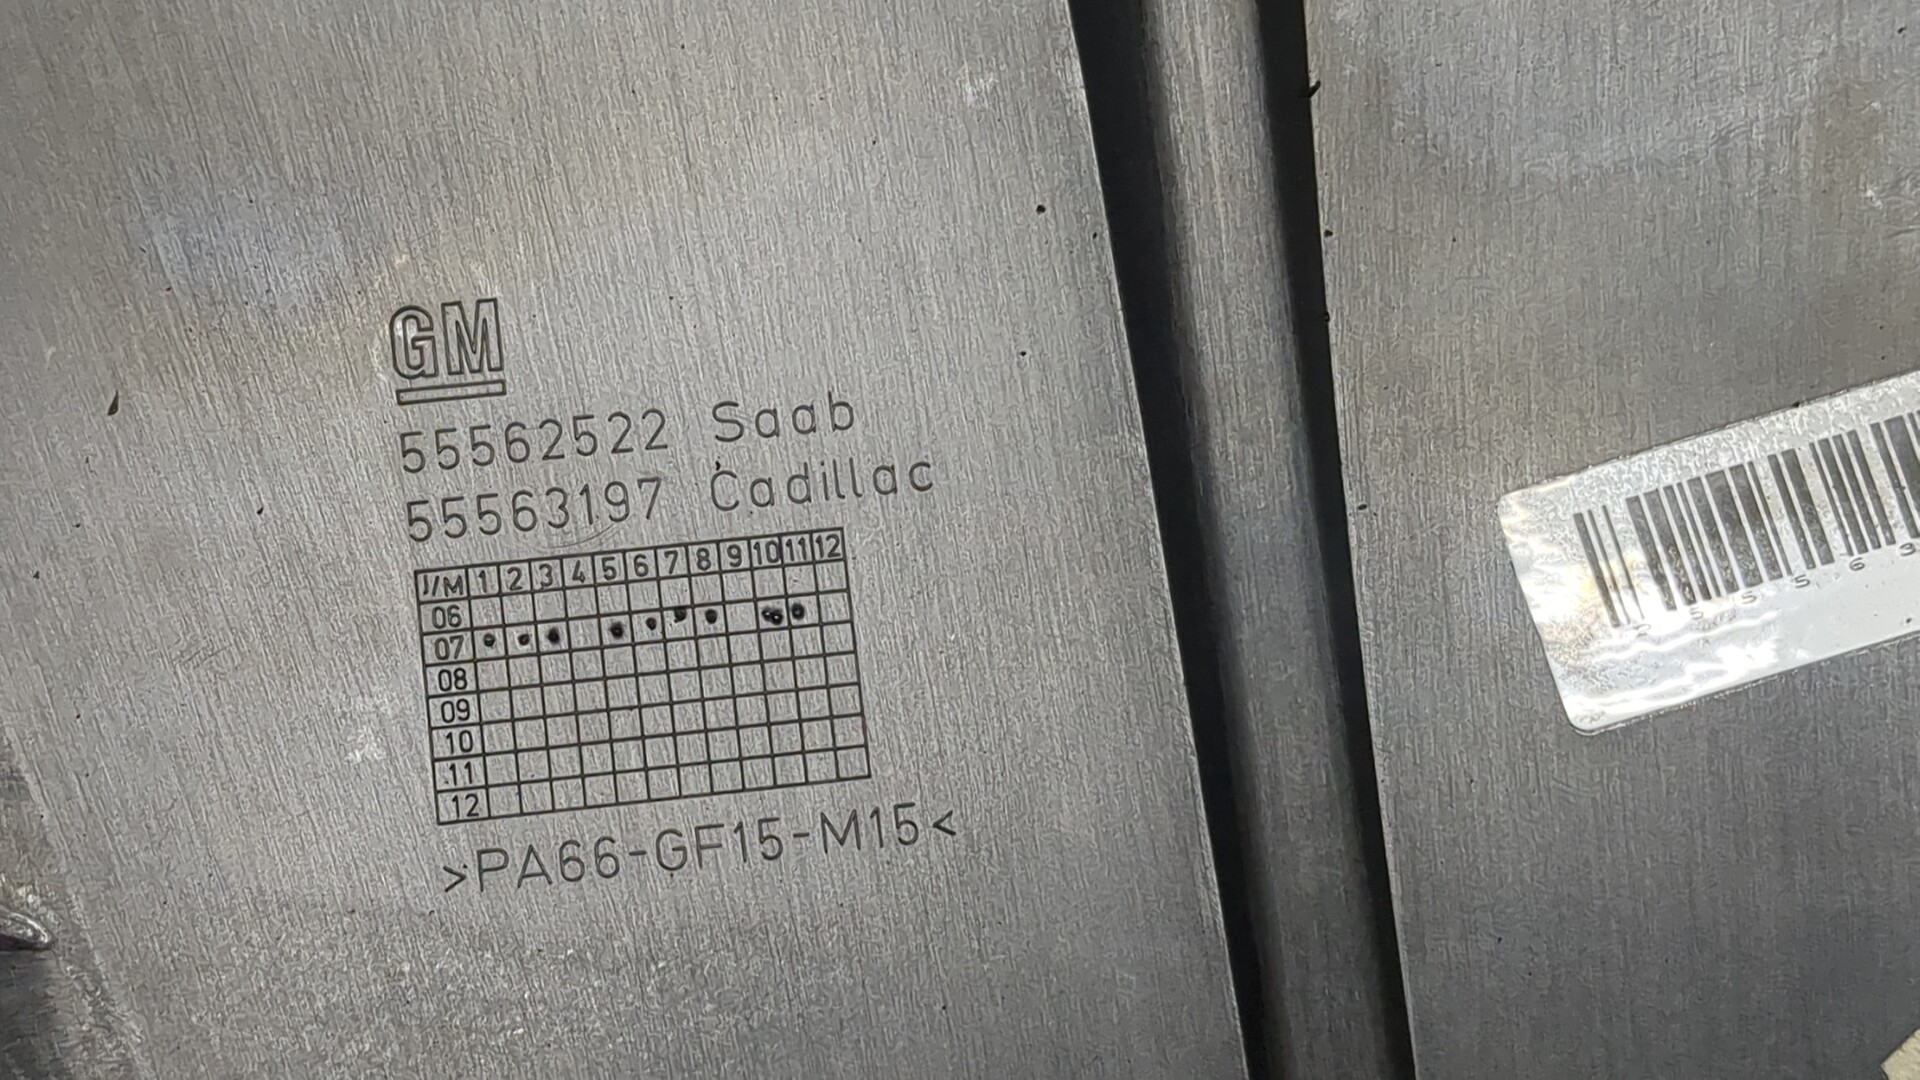 GM
55562522 Saab
55563197 Cadillac
J/M 1 2 3 4 5 6 7 8 9 10 11 12
06
07
08
09
10
11
12
>PA66-GF15-M15<